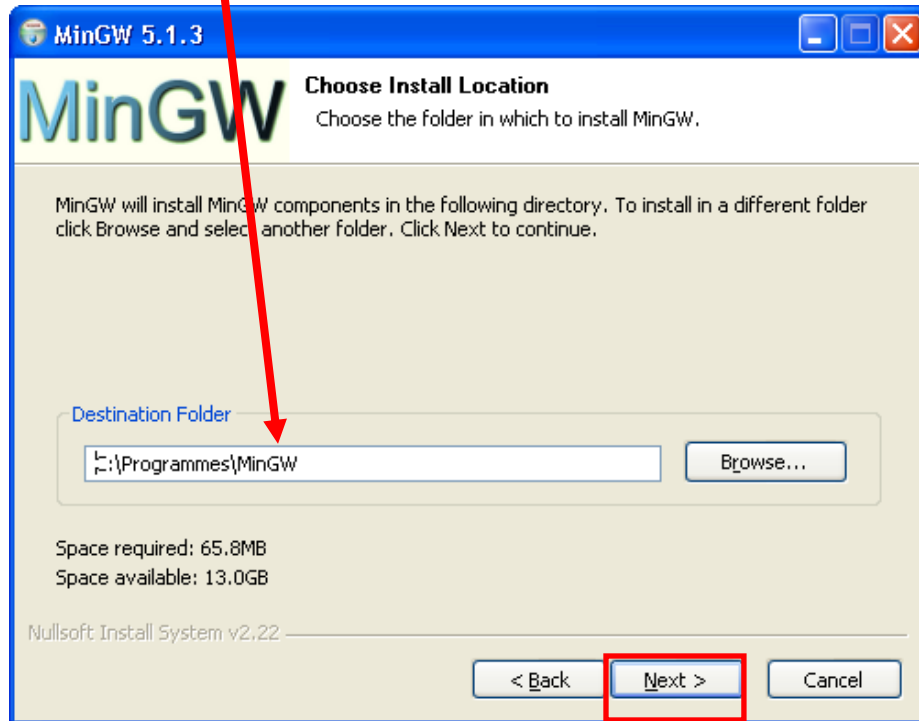 MinGW 5.1.3
MinGW
Choose Install Location
Choose the folder in which to install MinGW.
MinGW will install MinGW components in the following directory. To install in a different folder
click Browse and select another folder. Click Next to continue.
Destination Folder
C:\Programmes\MinGW
Browse...
Space required: 65.8MB
Space available: 13.0GB
Nullsoft Install System v2.22
< Back
Next >
Cancel